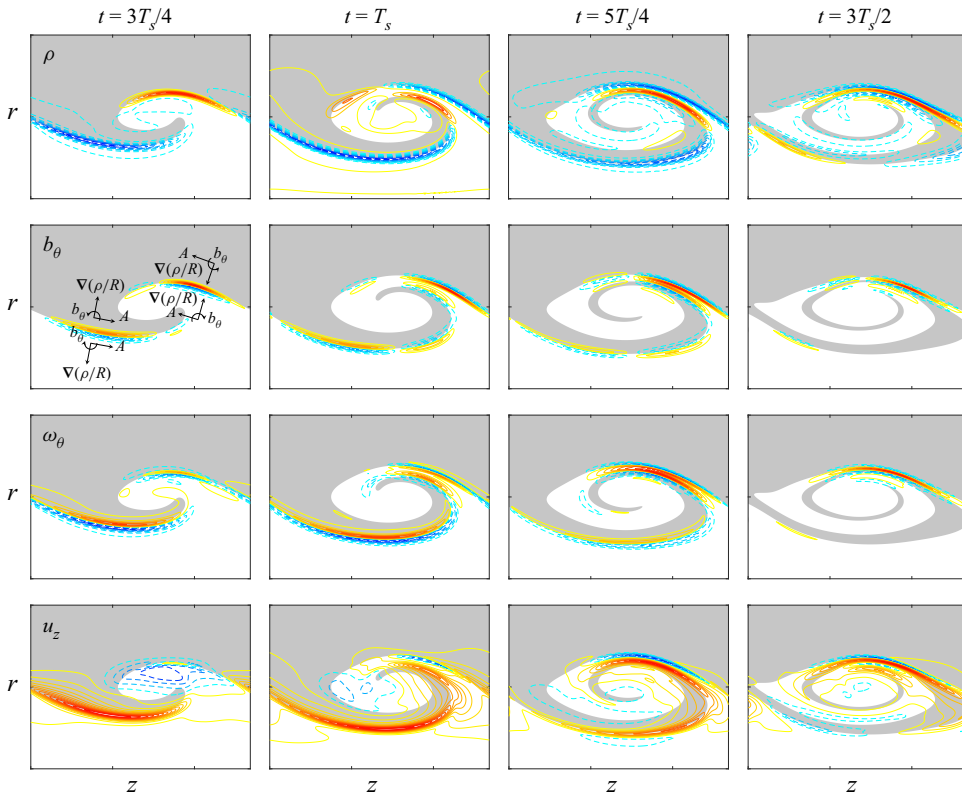 t = 3T_s/4 t = T_s t = 5T_s/4 t = 3T_s/2
ρ
r
b_θ
A b_θ
∇(ρ/R)
∇(ρ/R)
∇(ρ/R)
b_θ A
A b_θ
b_θ
A
∇(ρ/R)
r
ω_θ
r
u_z
r
z z z z